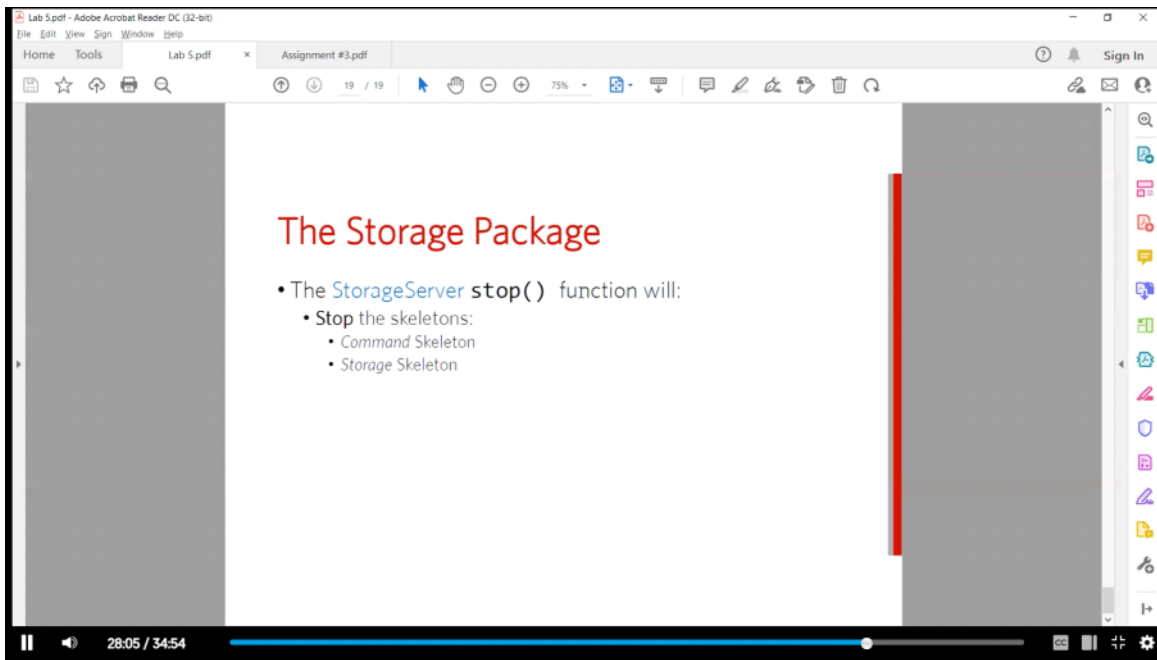 Lab 5.pdf - Adobe Acrobat Reader DC (32-bit)
File Edit View Sign Window Help
Home Tools Lab 5.pdf × Assignment #3.pdf Sign In
19 / 19 75%
The Storage Package
• The StorageServer stop() function will:
• Stop the skeletons:
• Command Skeleton
• Storage Skeleton
28:05 / 34:54 CC